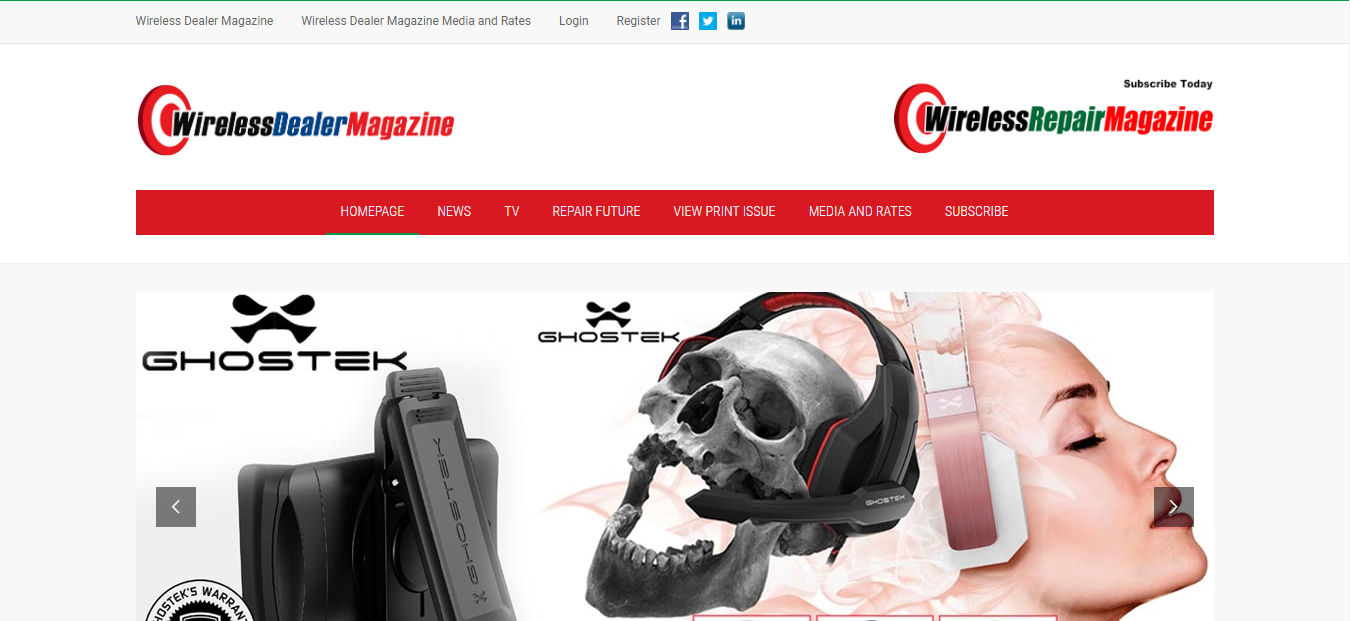 Wireless Dealer Magazine Wireless Dealer Magazine Media and Rates Login Register
Subscribe Today
WirelessDealerMagazine
WirelessRepairMagazine
HOMEPAGE NEWS TV REPAIR FUTURE VIEW PRINT ISSUE MEDIA AND RATES SUBSCRIBE
GHOSTEK
GHOSTEK
GHOSTEK
GHOSTEK
GHOSTEK'S WARRANT